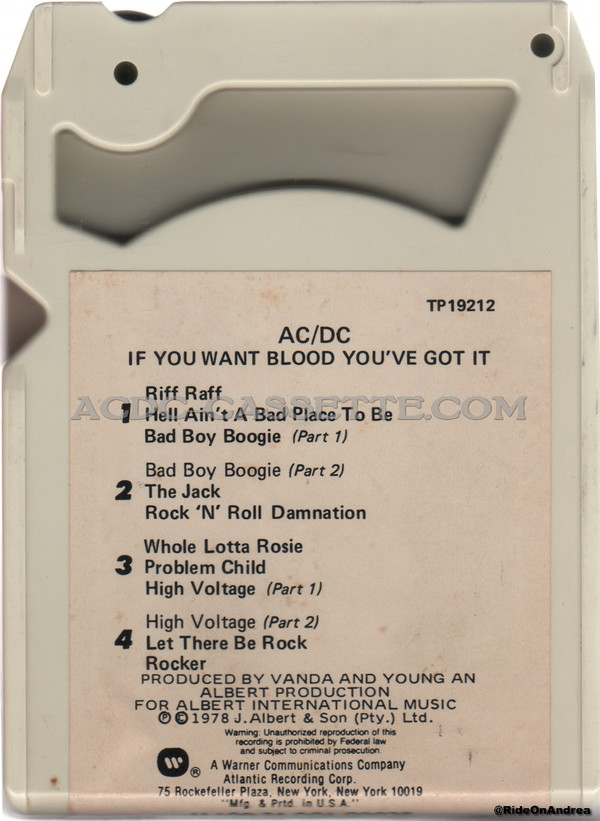 TP19212
AC/DC
IF YOU WANT BLOOD YOU'VE GOT IT
Riff Raff
ACDC-CASSETTE.COM
1 Hell Ain't A Bad Place To Be
Bad Boy Boogie (Part 1)
Bad Boy Boogie (Part 2)
2 The Jack
Rock 'N' Roll Damnation
Whole Lotta Rosie
3 Problem Child
High Voltage (Part 1)
High Voltage (Part 2)
4 Let There Be Rock
Rocker
PRODUCED BY VANDA AND YOUNG AN
ALBERT PRODUCTION
FOR ALBERT INTERNATIONAL MUSIC
℗ © 1978 J. Albert & Son (Pty.) Ltd.
Warning: Unauthorized reproduction of this
recording is prohibited by Federal law
and subject to criminal prosecution.
W ®
A Warner Communications Company
Atlantic Recording Corp.
75 Rockefeller Plaza, New York, New York 10019
"Mfg. & Prtd. in U.S.A."
@RideOnAndrea